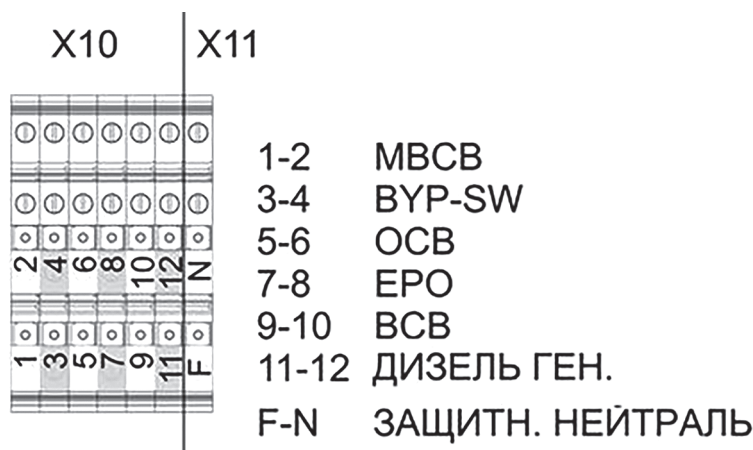 X10 X11
1-2 MBCB
3-4 BYP-SW
5-6 OCB
7-8 EPO
9-10 BCB
11-12 ДИЗЕЛЬ ГЕН.
F-N ЗАЩИТН. НЕЙТРАЛЬ
2 4 6 8 10 12 N
1 3 5 7 9 11 F